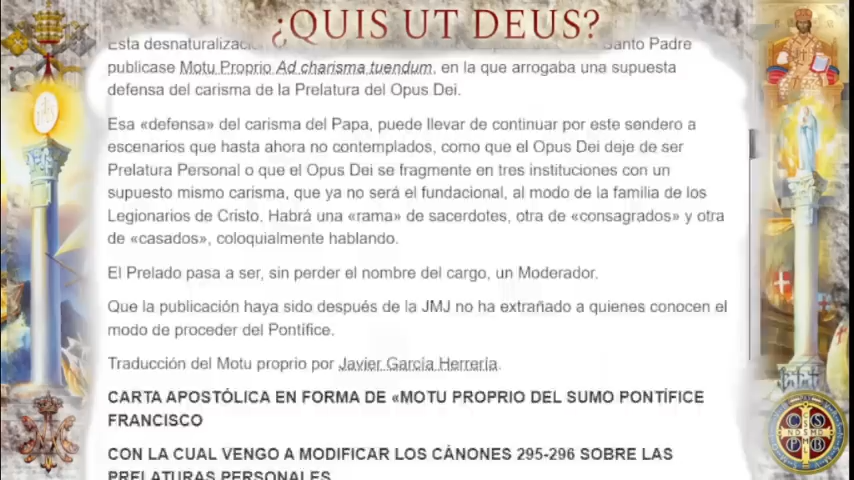 ¿QUIS UT DEUS?
Esta desnaturalizac
Santo Padre
publicase Motu Proprio Ad charisma tuendum, en la que arrogaba una supuesta
defensa del carisma de la Prelatura del Opus Dei.
Esa «defensa» del carisma del Papa, puede llevar de continuar por este sendero a
escenarios que hasta ahora no contemplados, como que el Opus Dei deje de ser
Prelatura Personal o que el Opus Dei se fragmente en tres instituciones con un
supuesto mismo carisma, que ya no será el fundacional, al modo de la familia de los
Legionarios de Cristo. Habrá una «rama» de sacerdotes, otra de «consagrados» y otra
de «casados», coloquialmente hablando.
El Prelado pasa a ser, sin perder el nombre del cargo, un Moderador.
Que la publicación haya sido después de la JMJ no ha extrañado a quienes conocen el
modo de proceder del Pontífice.
Traducción del Motu proprio por Javier García Herrería.
CARTA APOSTÓLICA EN FORMA DE «MOTU PROPRIO DEL SUMO PONTÍFICE
FRANCISCO
CON LA CUAL VENGO A MODIFICAR LOS CÁNONES 295-296 SOBRE LAS
PRELATURAS PERSONALES